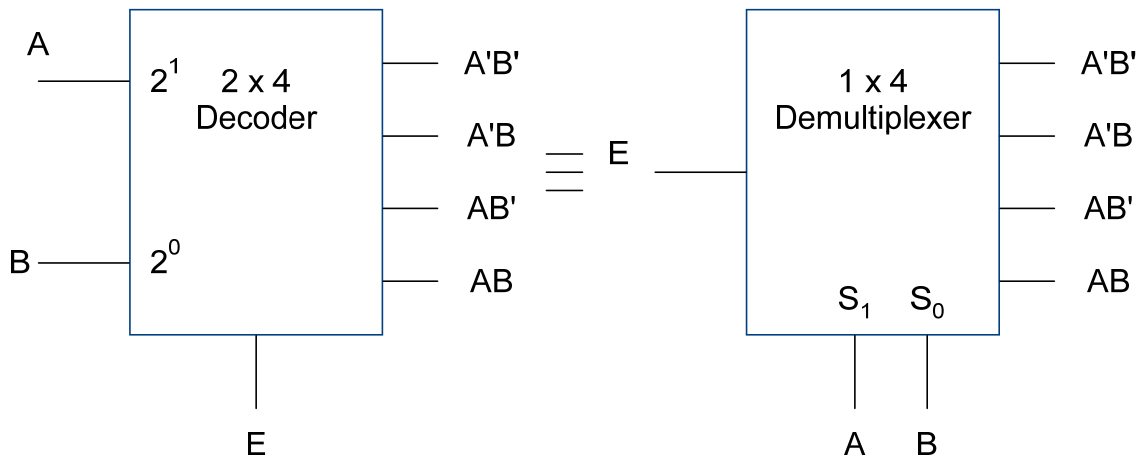 A
2¹
2 x 4
Decoder
B
2⁰
A'B'
A'B
AB'
AB
E
≡
E
1 x 4
Demultiplexer
S₁ S₀
A'B'
A'B
AB'
AB
A B